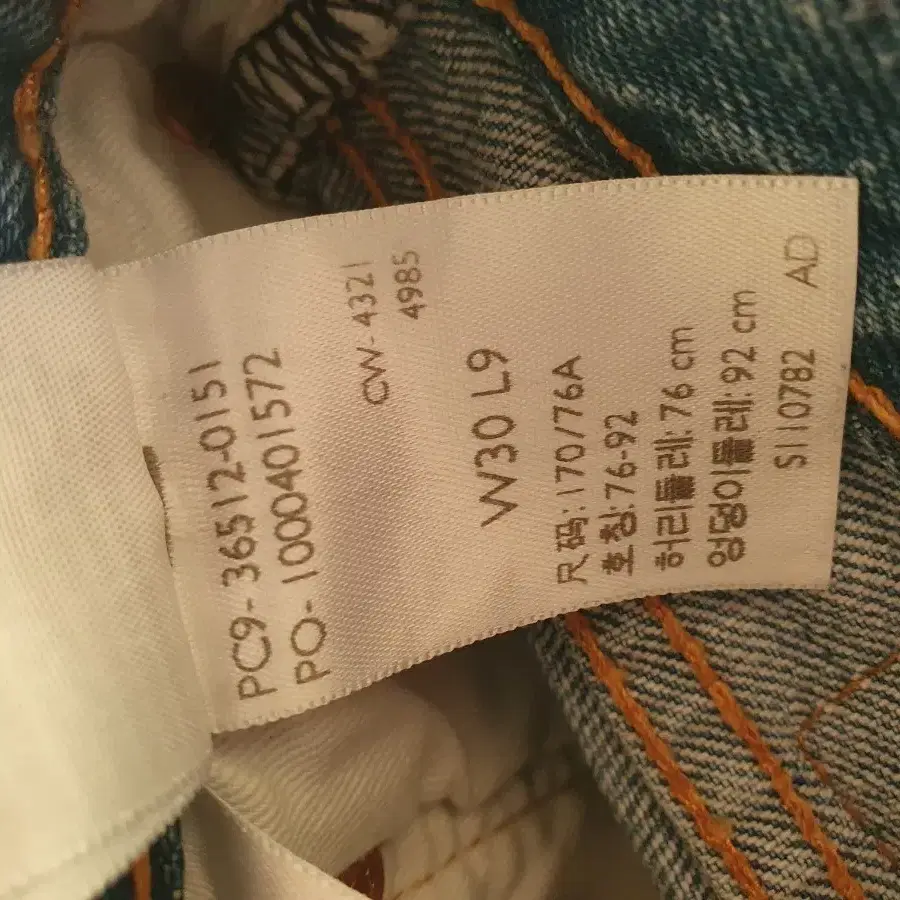 PC9-36512-0151
PO-1000401572
CW-4321
4985
W30 L9
尺码:170/76A
호칭:76-92
허리둘레:76 cm
엉덩이둘레:92 cm
S110782 AD